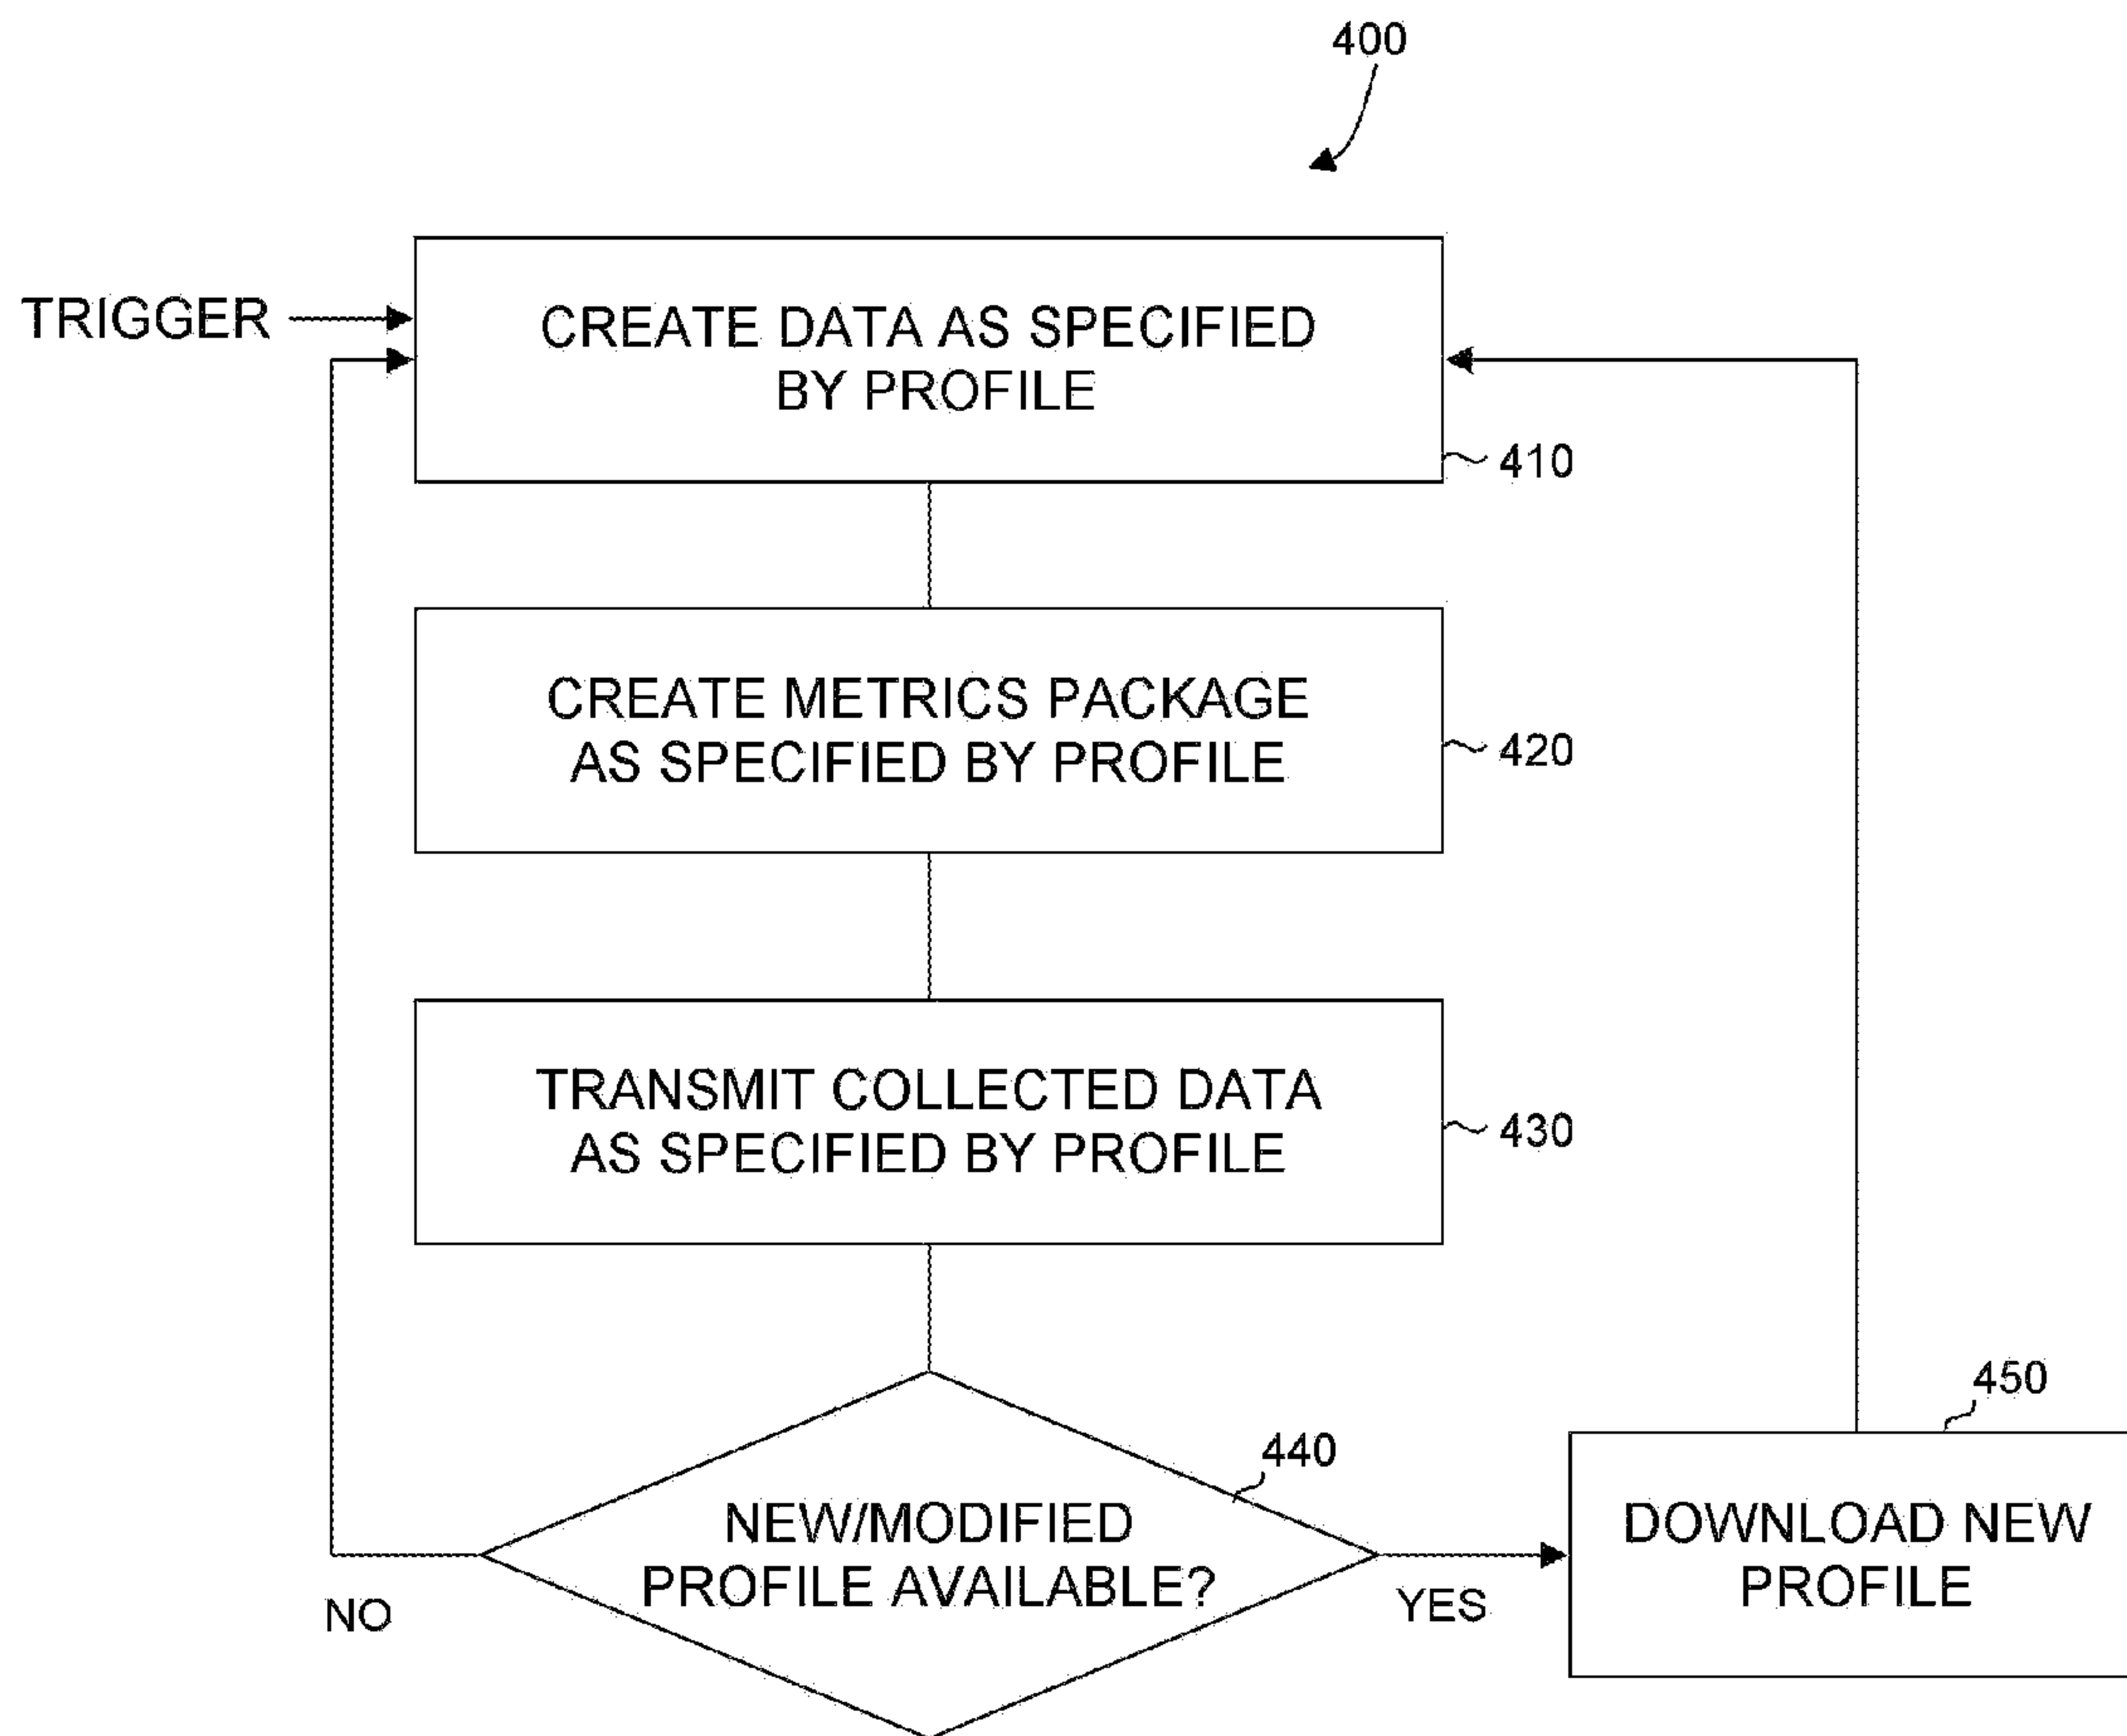 400
TRIGGER
CREATE DATA AS SPECIFIED
BY PROFILE
410
CREATE METRICS PACKAGE
AS SPECIFIED BY PROFILE
420
TRANSMIT COLLECTED DATA
AS SPECIFIED BY PROFILE
430
440
NEW/MODIFIED
PROFILE AVAILABLE?
NO
YES
450
DOWNLOAD NEW
PROFILE